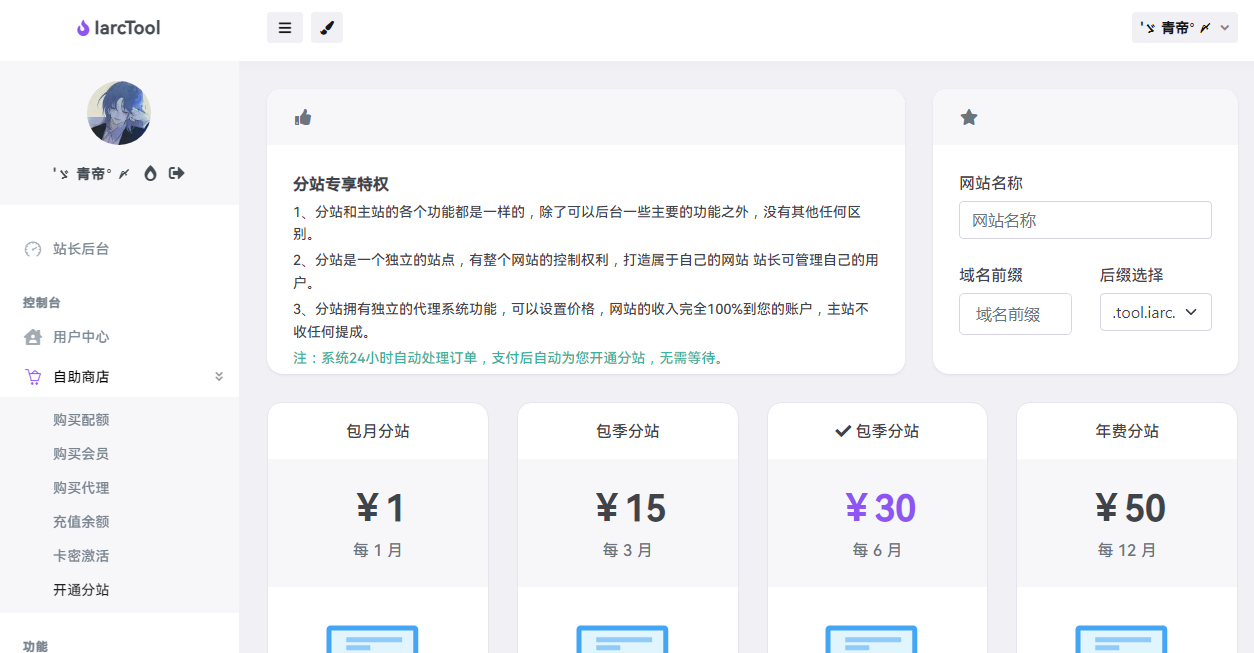 IarcTool
'ゞ 青帝° 〆
'ゞ 青帝° 〆
站长后台
控制台
用户中心
自助商店
购买配额
购买会员
购买代理
充值余额
卡密激活
开通分站
功能
分站专享特权
1、分站和主站的各个功能都是一样的，除了可以后台一些主要的功能之外，没有其他任何区
别。
2、分站是一个独立的站点，有整个网站的控制权利，打造属于自己的网站 站长可管理自己的用
户。
3、分站拥有独立的代理系统功能，可以设置价格，网站的收入完全100%到您的账户，主站不
收任何提成。
注：系统24小时自动处理订单，支付后自动为您开通分站，无需等待。
网站名称
网站名称
域名前缀
后缀选择
域名前缀
.tool.iarc.
包月分站
¥ 1
每 1 月
包季分站
¥ 15
每 3 月
包季分站
¥ 30
每 6 月
年费分站
¥ 50
每 12 月